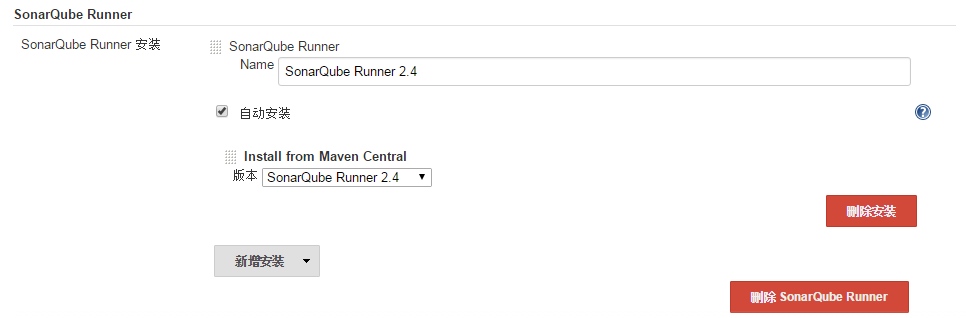 SonarQube Runner
SonarQube Runner 安装
SonarQube Runner
Name
SonarQube Runner 2.4
自动安装
Install from Maven Central
版本
SonarQube Runner 2.4
删除安装
新增安装
删除 SonarQube Runner